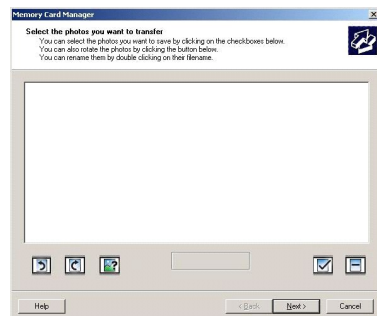 Memory Card Manager
Select the photos you want to transfer
You can select the photos you want to save by clicking on the checkboxes below.
You can also rotate the photos by clicking the button below.
You can rename them by double clicking on their filename.
Help
< Back
Next >
Cancel